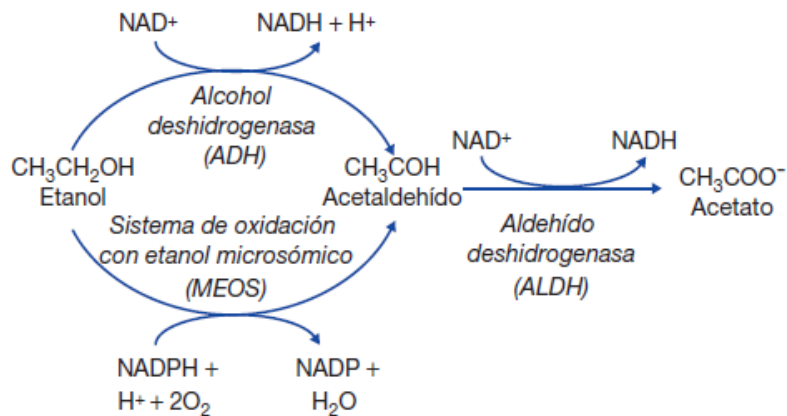 NAD+
NADH + H+
Alcohol
deshidrogenasa
(ADH)
NAD+
NADH
CH₃CH₂OH
Etanol
CH₃COH
Acetaldehído
CH₃COO⁻
Acetato
Sistema de oxidación
con etanol microsómico
(MEOS)
Aldehído
deshidrogenasa
(ALDH)
NADPH +
H+ + 2O₂
NADP +
H₂O